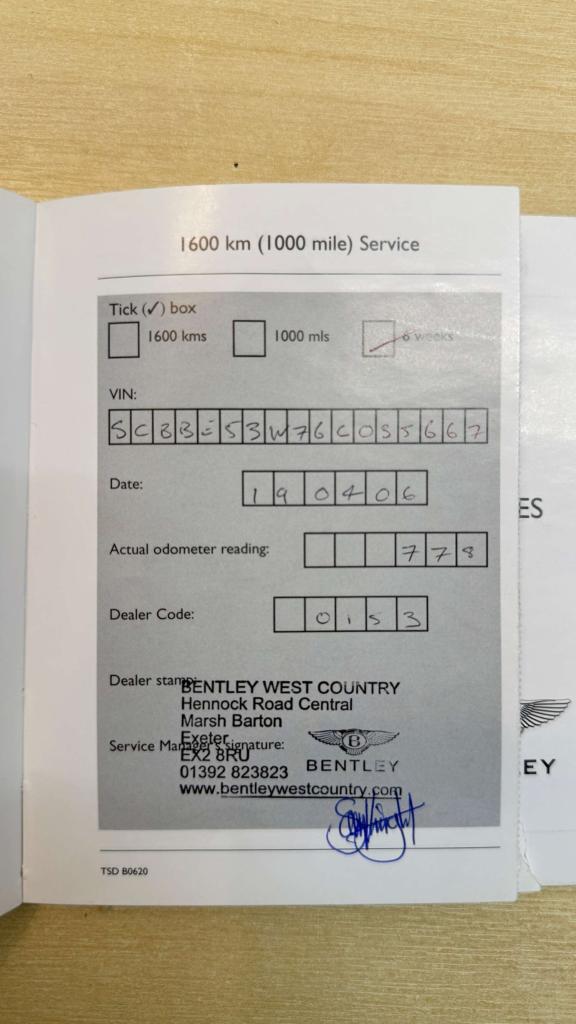 1600 km (1000 mile) Service
Tick (✓) box
1600 kms
1000 mls
6 weeks
VIN:
SCBBE53W76C035667
Date:
190406
Actual odometer reading:
778
Dealer Code:
0153
Dealer stamp:
BENTLEY WEST COUNTRY
Hennock Road Central
Marsh Barton
Exeter
Service Manager's signature:
EX2 8RU
01392 823823
www.bentleywestcountry.com
B
BENTLEY
TSD B0620
ES
EY